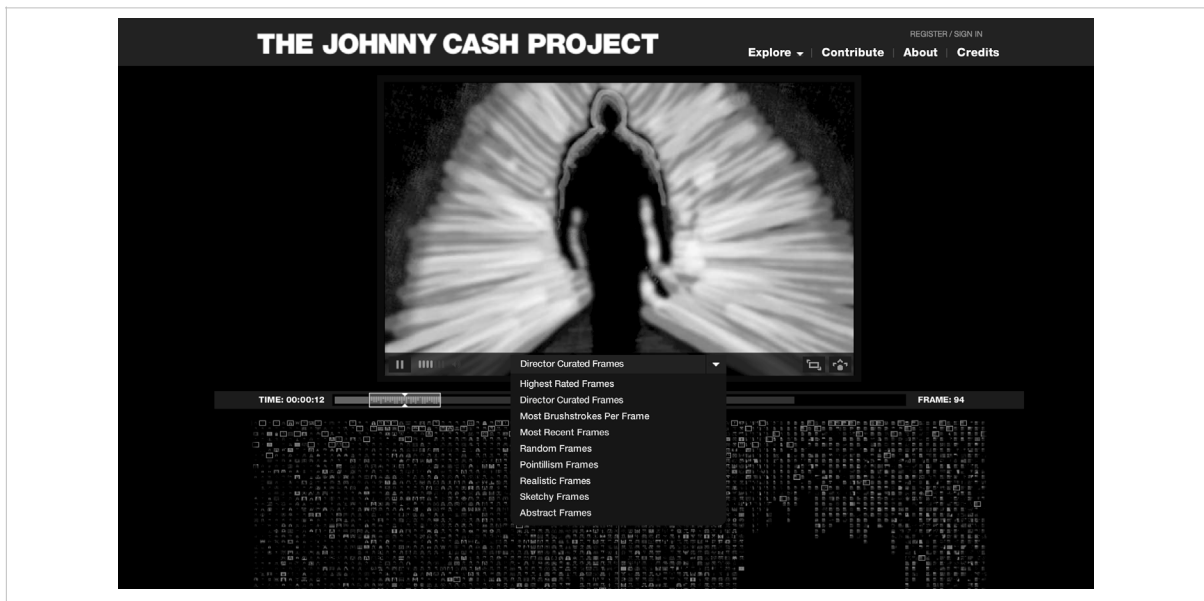 THE JOHNNY CASH PROJECT
REGISTER / SIGN IN
Explore
Contribute
About
Credits
Director Curated Frames
Highest Rated Frames
Director Curated Frames
Most Brushstrokes Per Frame
Most Recent Frames
Random Frames
Pointillism Frames
Realistic Frames
Sketchy Frames
Abstract Frames
TIME: 00:00:12
FRAME: 94